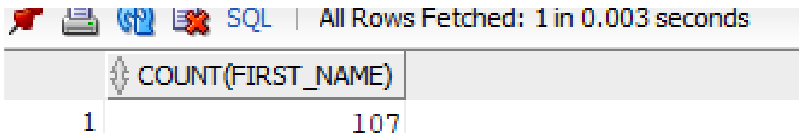 SQL | All Rows Fetched: 1 in 0.003 seconds
COUNT(FIRST_NAME)
1 107